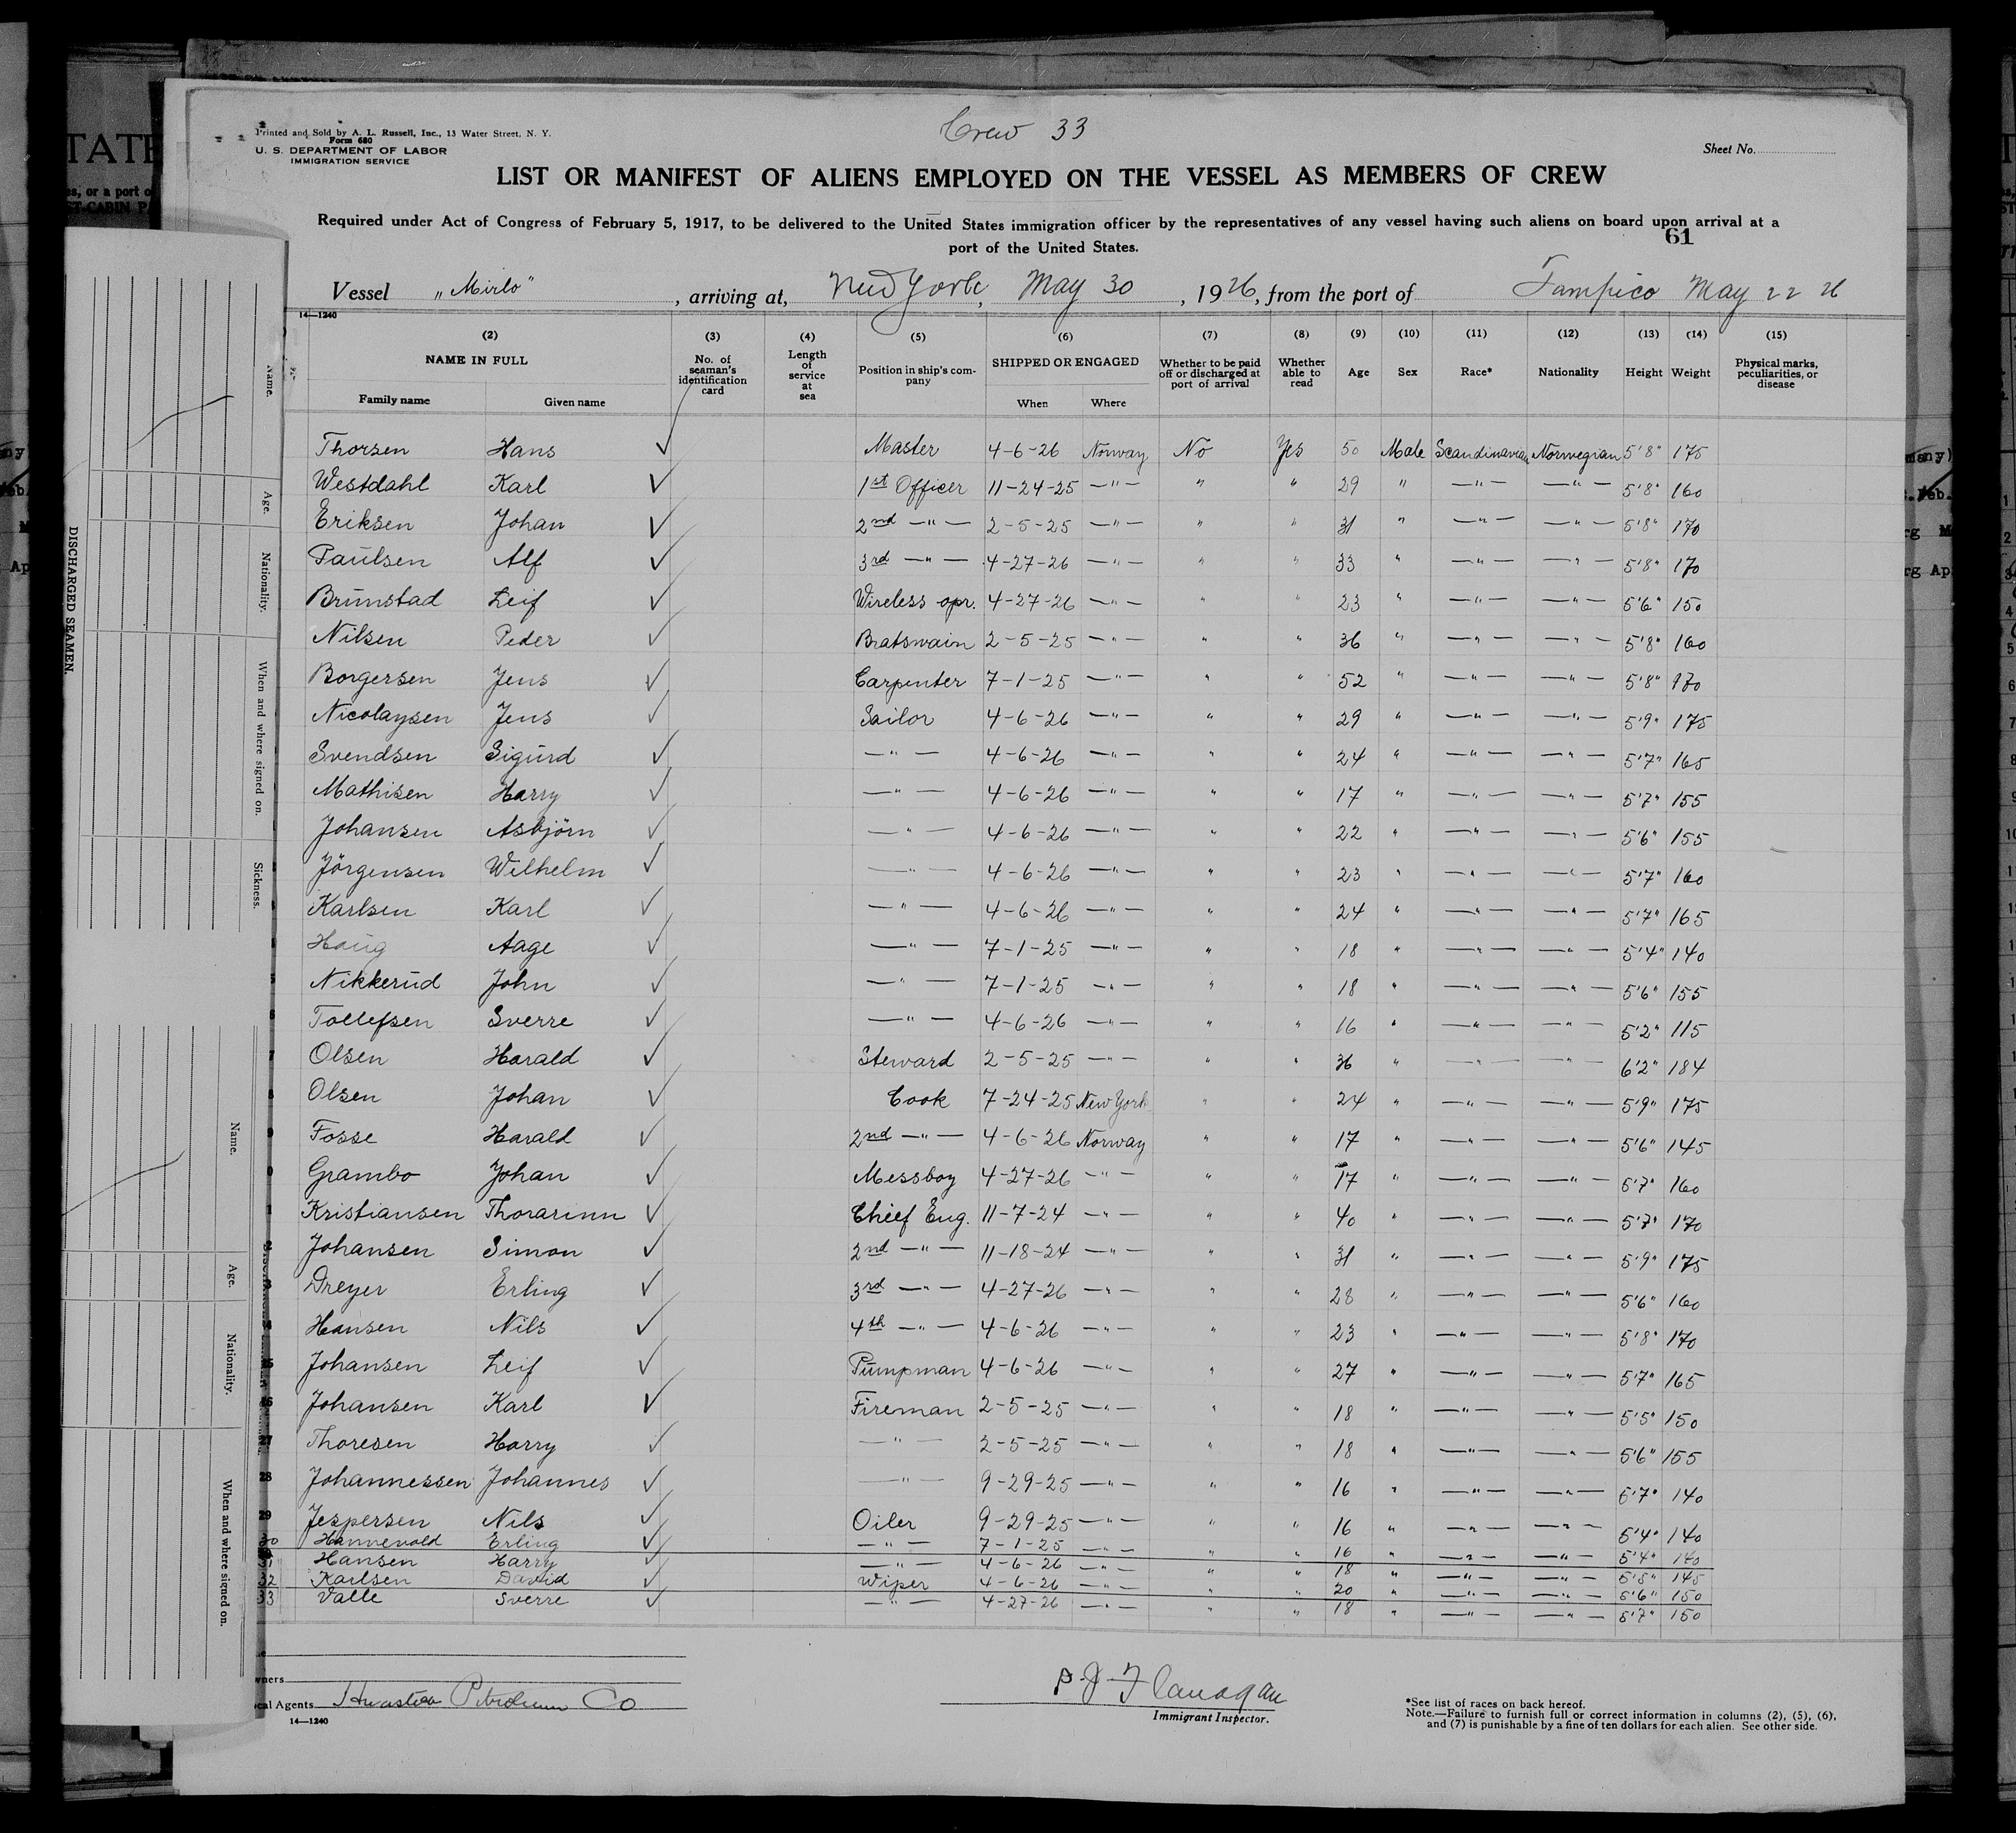 Crew 33
Printed and Sold by A. L. Russell, Inc., 13 Water Street, N. Y.
Form 680
U. S. DEPARTMENT OF LABOR
IMMIGRATION SERVICE
Sheet No.
LIST OR MANIFEST OF ALIENS EMPLOYED ON THE VESSEL AS MEMBERS OF CREW
Required under Act of Congress of February 5, 1917, to be delivered to the United States immigration officer by the representatives of any vessel having such aliens on board upon arrival at a
port of the United States.
61
Vessel „Mirlo", arriving at, New York, May 30, 1926, from the port of Tampico May 22 26
14—1240
(2) (3) (4) (5) (6) (7) (8) (9) (10) (11) (12) (13) (14) (15)
NAME IN FULL No. of seaman's identification card Length of service at sea Position in ship's company SHIPPED OR ENGAGED Whether to be paid off or discharged at port of arrival Whether able to read Age Sex Race* Nationality Height Weight Physical marks, peculiarities, or disease
Family name Given name When Where
Thorsen Hans ✓ Master 4-6-26 Norway No Yes 50 Male Scandinavian Norwegian 5'8" 175
Westdahl Karl ✓ 1st Officer 11-24-25 —"— " " 29 " —"— —"— 5'8" 160
Eriksen Johan ✓ 2nd —"— 2-5-25 —"— " " 31 " —"— —"— 5'8" 170
Paulsen Alf ✓ 3rd —"— 4-27-26 —"— " " 33 " —"— —"— 5'8" 170
Brunstad Leif ✓ Wireless opr. 4-27-26 —"— " " 23 " —"— —"— 5'6" 150
Nilsen Peder ✓ Bratswain 2-5-25 —"— " " 36 " —"— —"— 5'8" 160
Borgersen Jens ✓ Carpenter 7-1-25 —"— " " 52 " —"— —"— 5'8" 170
Nicolaysen Jens ✓ Sailor 4-6-26 —"— " " 29 " —"— —"— 5'9" 175
Svendsen Sigurd ✓ —"— 4-6-26 —"— " " 24 " —"— —"— 5'7" 165
Mathisen Harry ✓ —"— 4-6-26 —"— " " 17 " —"— —"— 5'7" 155
Johansen Asbjörn ✓ —"— 4-6-26 —"— " " 22 " —"— —"— 5'6" 155
Jörgensen Wilhelm ✓ —"— 4-6-26 —"— " " 23 " —"— —"— 5'7" 160
Karlsen Karl ✓ —"— 4-6-26 —"— " " 24 " —"— —"— 5'7" 165
Haug Aage ✓ —"— 7-1-25 —"— " " 18 " —"— —"— 5'4" 140
Nikkerud John ✓ —"— 7-1-25 —"— " " 18 " —"— —"— 5'6" 155
Tollefsen Sverre ✓ —"— 4-6-26 —"— " " 16 " —"— —"— 5'2" 115
Olsen Harald ✓ Steward 2-5-25 —"— " " 36 " —"— —"— 6'2" 184
Olsen Johan ✓ Cook 7-24-25 New York " " 24 " —"— —"— 5'9" 175
Fosse Harald ✓ 2nd —"— 4-6-26 Norway " " 17 " —"— —"— 5'6" 145
Grambo Johan ✓ Messboy 4-27-26 —"— " " 17 " —"— —"— 5'7" 160
Kristiansen Thorarinn ✓ Chief Eng. 11-7-24 —"— " " 40 " —"— —"— 5'7" 170
Johansen Simon ✓ 2nd —"— 11-18-24 —"— " " 31 " —"— —"— 5'9" 175
Dreyer Erling ✓ 3rd —"— 4-27-26 —"— " " 28 " —"— —"— 5'6" 160
Hansen Nils ✓ 4th —"— 4-6-26 —"— " " 23 " —"— —"— 5'8" 170
Johansen Leif ✓ Pumpman 4-6-26 —"— " " 27 " —"— —"— 5'7" 165
Johansen Karl ✓ Fireman 2-5-25 —"— " " 18 " —"— —"— 5'5" 150
27 Thoresen Harry ✓ —"— 2-5-25 —"— " " 18 " —"— —"— 5'6" 155
28 Johannessen Johannes ✓ —"— 9-29-25 —"— " " 16 " —"— —"— 5'7" 140
29 Jespersen Nils ✓ Oiler 9-29-25 —"— " " 16 " —"— —"— 5'4" 140
30 Hannevold Erling ✓ —"— 7-1-25 —"— " " 16 " —"— —"— 5'4" 140
31 Hansen Harry ✓ —"— 4-6-26 —"— " " 18 " —"— —"— 5'5" 145
32 Karlsen David ✓ Wiper 4-6-26 —"— " " 20 " —"— —"— 5'6" 150
33 Valle Sverre ✓ —"— 4-27-26 —"— " " 18 " —"— —"— 5'7" 150
Agents Huasteca Petroleum Co
14—1240
P. J. Flanagan
Immigrant Inspector.
*See list of races on back hereof.
Note.—Failure to furnish full or correct information in columns (2), (5), (6),
and (7) is punishable by a fine of ten dollars for each alien. See other side.
DISCHARGED SEAMEN.
Name.
Age.
Nationality.
When and where signed on.
Sickness.
Name.
Age.
Nationality.
When and where signed on.